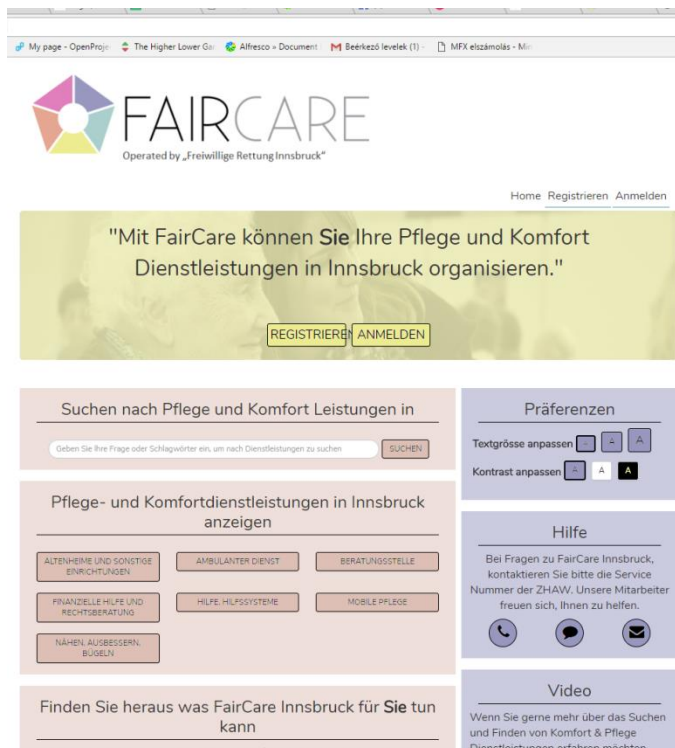 My page - OpenProje
The Higher Lower Gar
Alfresco » Document
Beérkező levelek (1) -
MFX elszámolás - Min
FAIRCARE
Operated by „Freiwillige Rettung Innsbruck"
Home Registrieren Anmelden
"Mit FairCare können Sie Ihre Pflege und Komfort
Dienstleistungen in Innsbruck organisieren."
REGISTRIEREN ANMELDEN
Suchen nach Pflege und Komfort Leistungen in
Geben Sie Ihre Frage oder Schlagwörter ein, um nach Dienstleistungen zu suchen
SUCHEN
Pflege- und Komfortdienstleistungen in Innsbruck
anzeigen
ALTENHEIME UND SONSTIGE
EINRICHTUNGEN
AMBULANTER DIENST
BERATUNGSSTELLE
FINANZIELLE HILFE UND
RECHTSBERATUNG
HILFE, HILFSSYSTEME
MOBILE PFLEGE
NÄHEN, AUSBESSERN,
BÜGELN
Finden Sie heraus was FairCare Innsbruck für Sie tun
kann
Präferenzen
Textgrösse anpassen A A
Kontrast anpassen A A A
Hilfe
Bei Fragen zu FairCare Innsbruck,
kontaktieren Sie bitte die Service
Nummer der ZHAW. Unsere Mitarbeiter
freuen sich, Ihnen zu helfen.
Video
Wenn Sie gerne mehr über das Suchen
und Finden von Komfort & Pflege
Dienstleistungen erfahren möchten